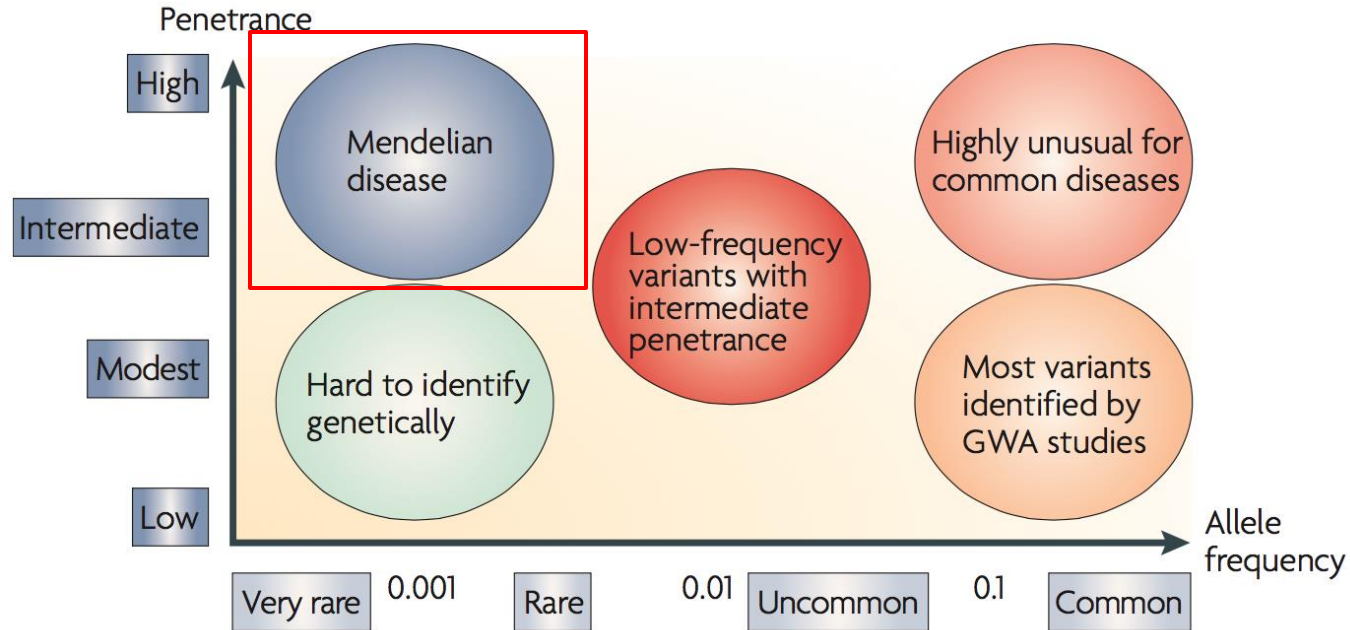 Penetrance
High
Intermediate
Modest
Low
Mendelian
disease
Highly unusual for
common diseases
Low-frequency
variants with
intermediate
penetrance
Hard to identify
genetically
Most variants
identified by
GWA studies
Allele
frequency
Very rare
0.001
Rare
0.01
Uncommon
0.1
Common